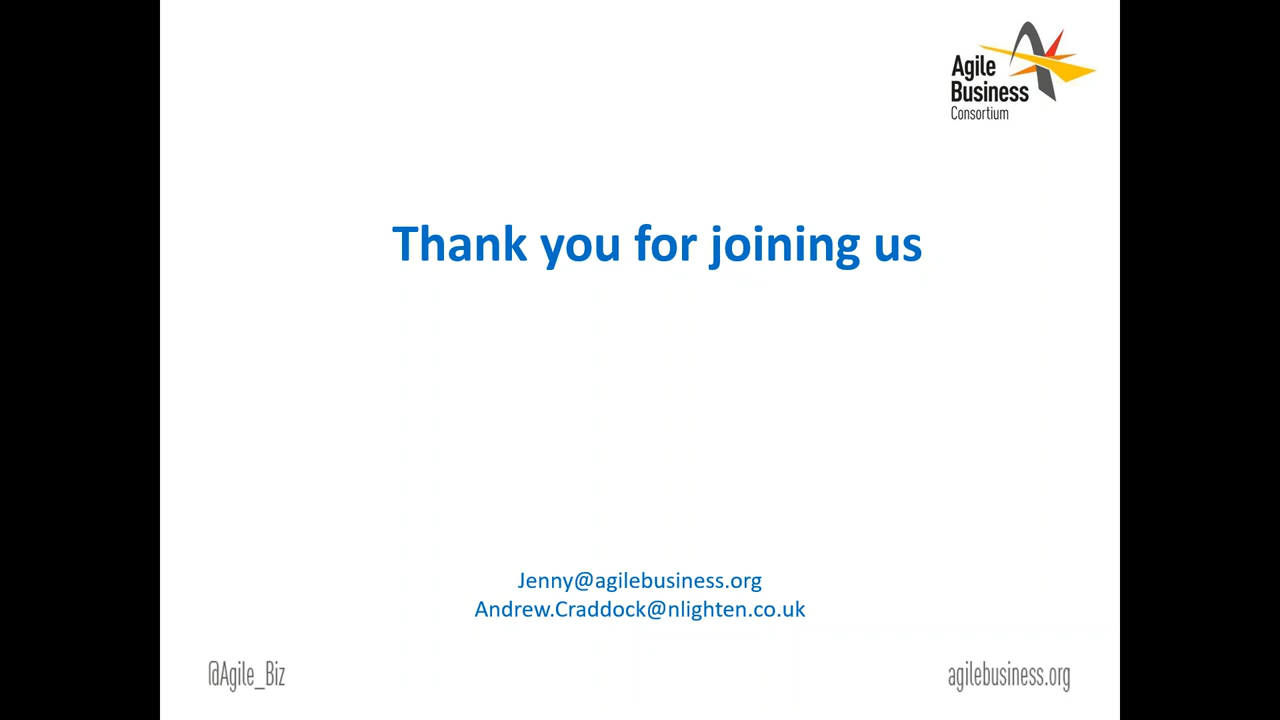 Agile
Business
Consortium
Thank you for joining us
Jenny@agilebusiness.org
Andrew.Craddock@nlighten.co.uk
@Agile_Biz
agilebusiness.org